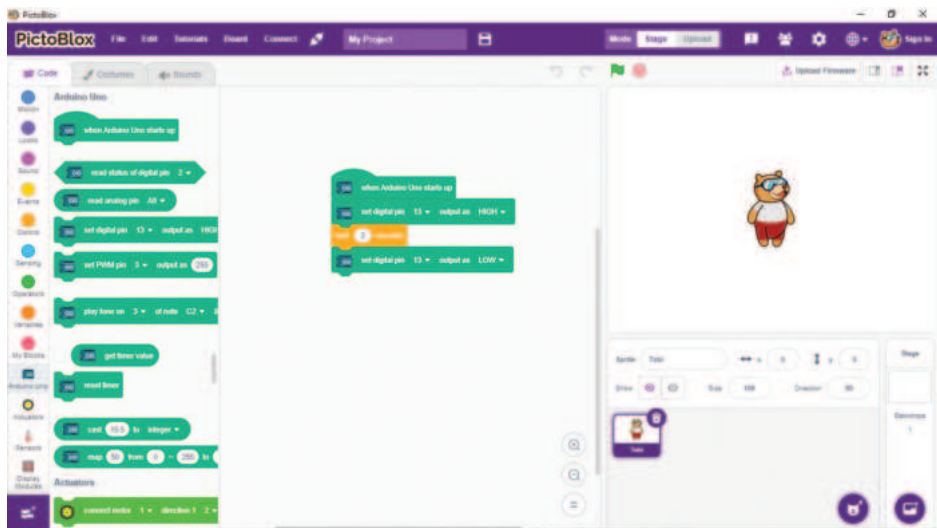 PictoBlox
PictoBlox File Edit Tutorials Board Connect My Project Mode Stage Upload Sign In
Code Costumes Sounds Upload Firmware
Arduino Uno
Motion
when Arduino Uno starts up
Looks
Sound
read status of digital pin 2
Events
read analog pin A0
Control
set digital pin 13 output as HIGH
Sensing
set PWM pin 3 output as 255
Operators
play tone on 3 of note C2
Variables
get timer value
My Blocks
reset timer
Actuators
cast 10.5 to integer
Sensors
map 50 from 0 ~ 255 to
Display
Modules
Actuators
connect motor 1 direction 1 2
when Arduino Uno starts up
set digital pin 13 output as HIGH
wait 2 seconds
set digital pin 13 output as LOW
Sprite Tobi x 0 y 0
Show Size 100 Direction 90
Tobi
Stage
Backdrops
1